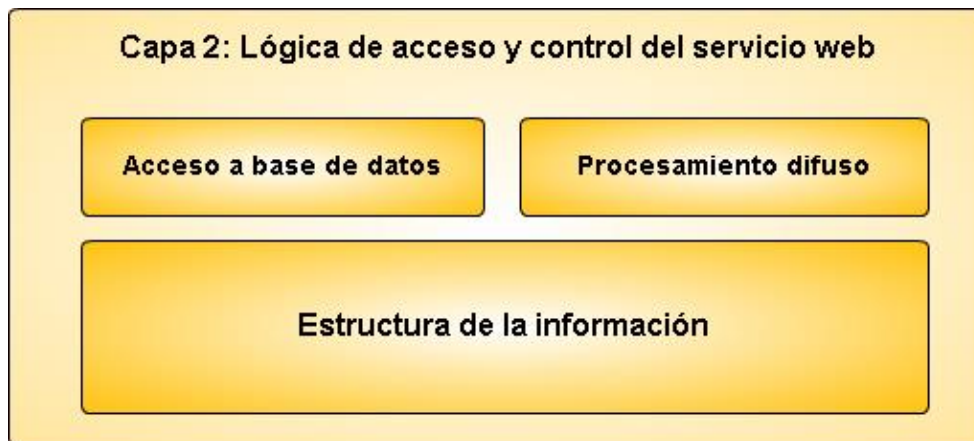 Capa 2: Lógica de acceso y control del servicio web
Acceso a base de datos
Procesamiento difuso
Estructura de la información